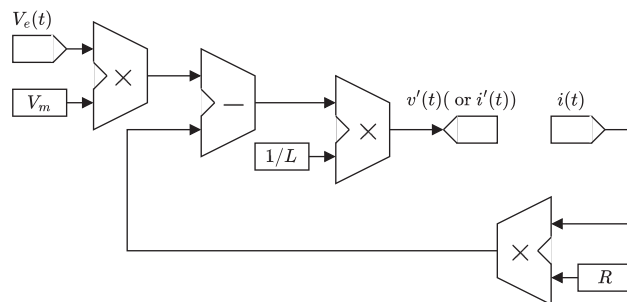 V_e(t)
V_m
×
−
1/L
×
v'(t)( or i'(t))
i(t)
×
R